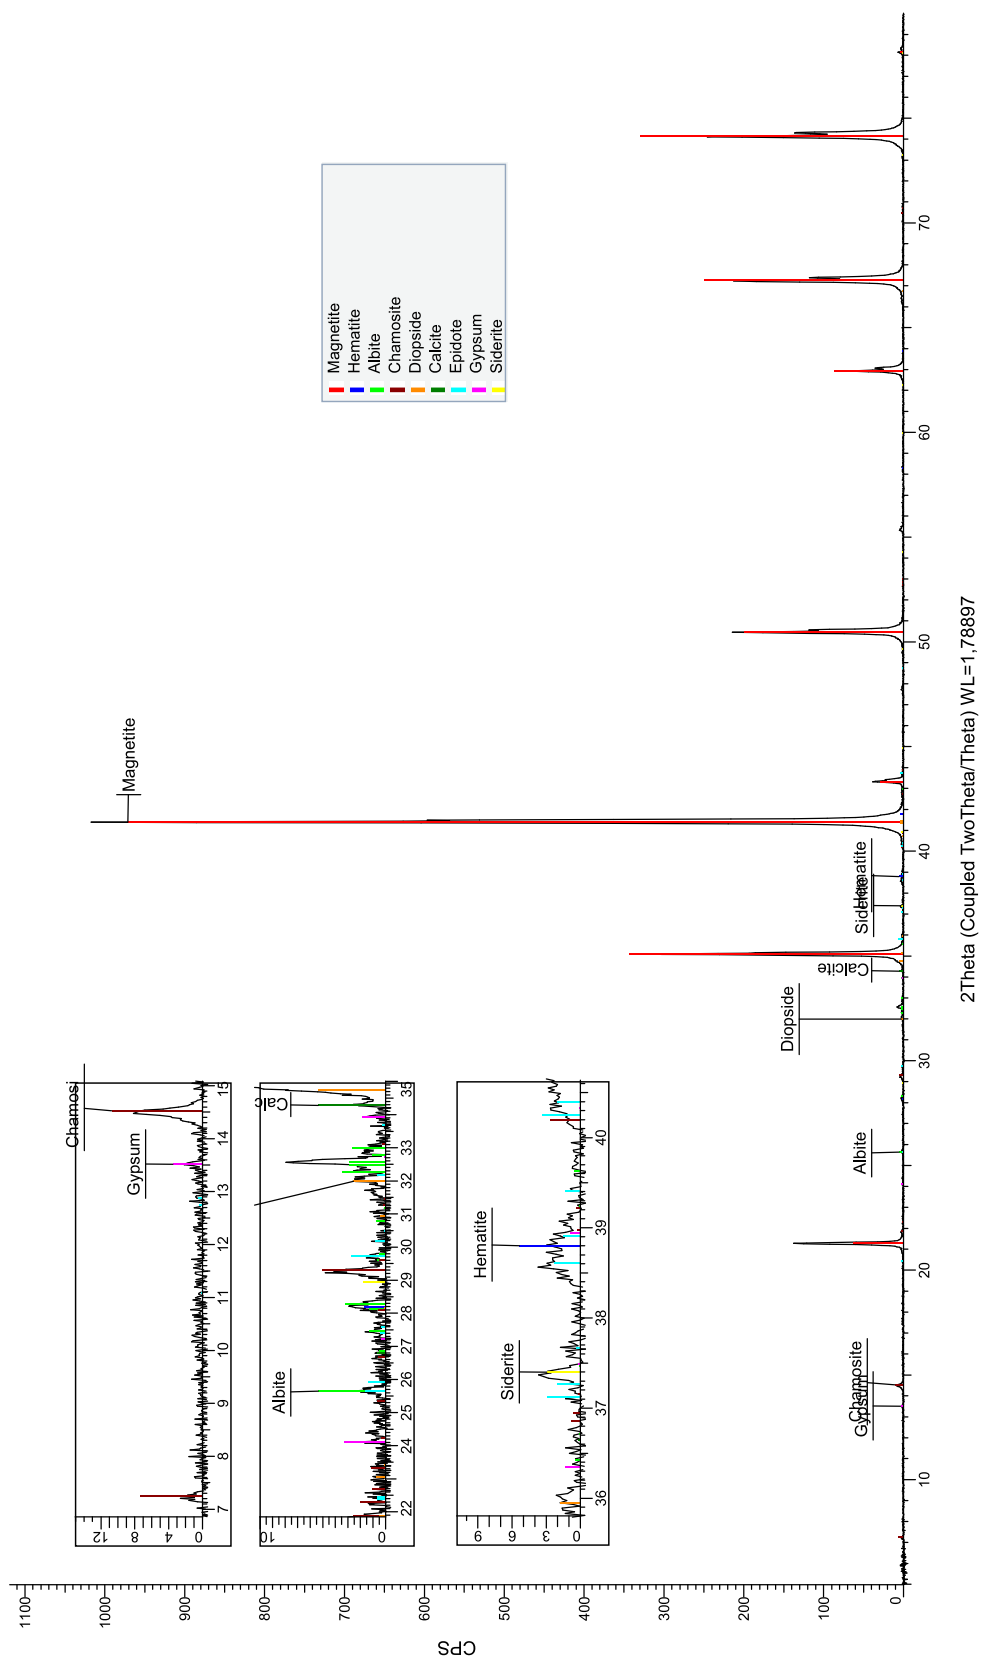 1100
1000
900
800
700
600
500
400
300
200
100
0
CPS
10
20
30
40
50
60
70
2Theta (Coupled TwoTheta/Theta) WL=1,78897
Magnetite
Hematite
Siderite
Calcite
Diopside
Albite
Chamosite
Gypsum
Magnetite
Hematite
Albite
Chamosite
Diopside
Calcite
Epidote
Gypsum
Siderite
Chamosi
Gypsum
12
8
4
0
7
8
9
10
11
12
13
14
15
Albite
Calc
10
0
22
24
25
26
27
28
29
30
31
32
33
35
Siderite
Hematite
9
6
3
0
36
37
38
39
40